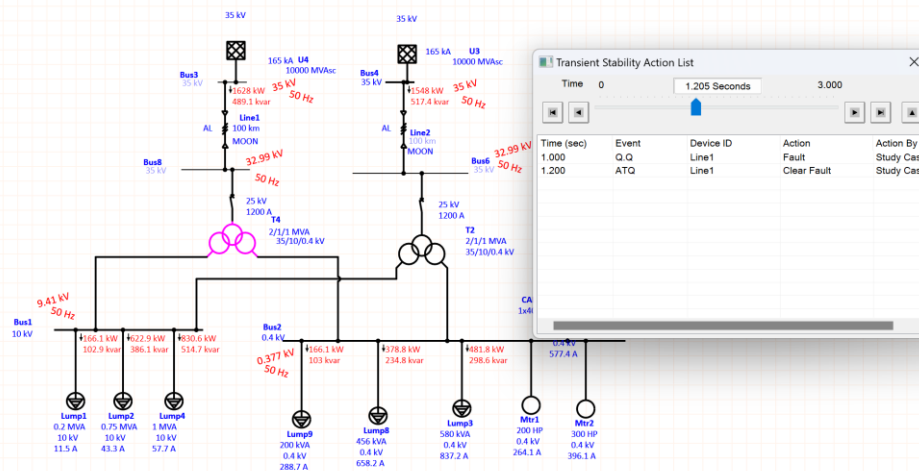 35 kV
35 kV
165 kA
U4
10000 MVAsc
165 kA
U3
10000 MVAsc
Bus3
35 kV
1628 kW
489.1 kvar
35 kV
50 Hz
Bus4
35 kV
1548 kW
517.4 kvar
35 kV
50 Hz
AL
Line1
100 km
MOON
AL
Line2
100 km
MOON
Bus8
35 kV
32.99 kV
50 Hz
Bus6
35 kV
32.99 kV
50 Hz
25 kV
1200 A
25 kV
1200 A
T4
2/1/1 MVA
35/10/0.4 kV
T2
2/1/1 MVA
35/10/0.4 kV
Transient Stability Action List
Time
0
1.205 Seconds
3.000
Time (sec) Event Device ID Action Action By
1.000 Q.Q Line1 Fault Study Cas
1.200 ATQ Line1 Clear Fault Study Cas
9.41 kV
50 Hz
Bus1
10 kV
166.1 kW
102.9 kvar
622.9 kW
386.1 kvar
830.6 kW
514.7 kvar
Bus2
0.4 kV
0.377 kV
50 Hz
166.1 kW
103 kvar
378.8 kW
234.8 kvar
481.8 kW
298.6 kvar
CA
1x40
0.4 kV
577.4 A
Lump1
0.2 MVA
10 kV
11.5 A
Lump2
0.75 MVA
10 kV
43.3 A
Lump4
1 MVA
10 kV
57.7 A
Lump9
200 kVA
0.4 kV
288.7 A
Lump8
456 kVA
0.4 kV
658.2 A
Lump3
580 kVA
0.4 kV
837.2 A
Mtr1
200 HP
0.4 kV
264.1 A
Mtr2
300 HP
0.4 kV
396.1 A